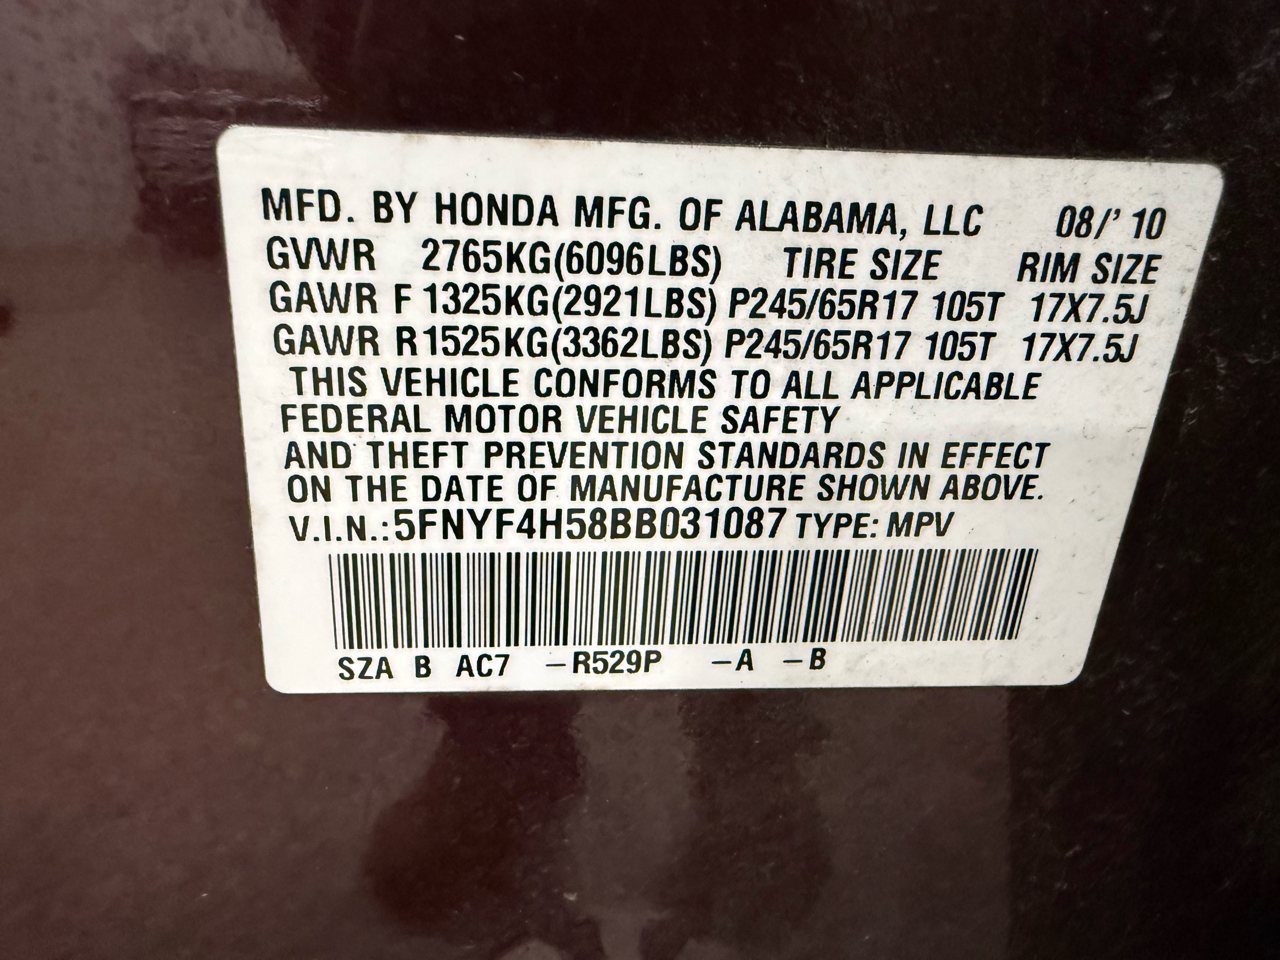 MFD. BY HONDA MFG. OF ALABAMA, LLC 08/' 10
GVWR 2765KG(6096LBS) TIRE SIZE RIM SIZE
GAWR F 1325KG(2921LBS) P245/65R17 105T 17X7.5J
GAWR R 1525KG(3362LBS) P245/65R17 105T 17X7.5J
THIS VEHICLE CONFORMS TO ALL APPLICABLE
FEDERAL MOTOR VEHICLE SAFETY
AND THEFT PREVENTION STANDARDS IN EFFECT
ON THE DATE OF MANUFACTURE SHOWN ABOVE.
V.I.N.: 5FNYF4H58BB031087 TYPE: MPV
SZA B AC7 –R529P –A –B